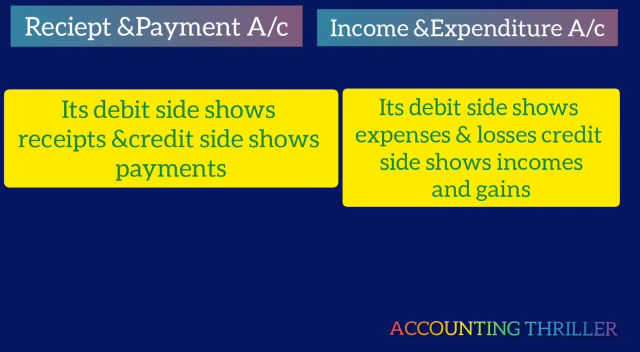 Reciept &Payment A/c
Income &Expenditure A/c
Its debit side shows
receipts &credit side shows
payments
Its debit side shows
expenses & losses credit
side shows incomes
and gains
ACCOUNTING THRILLER